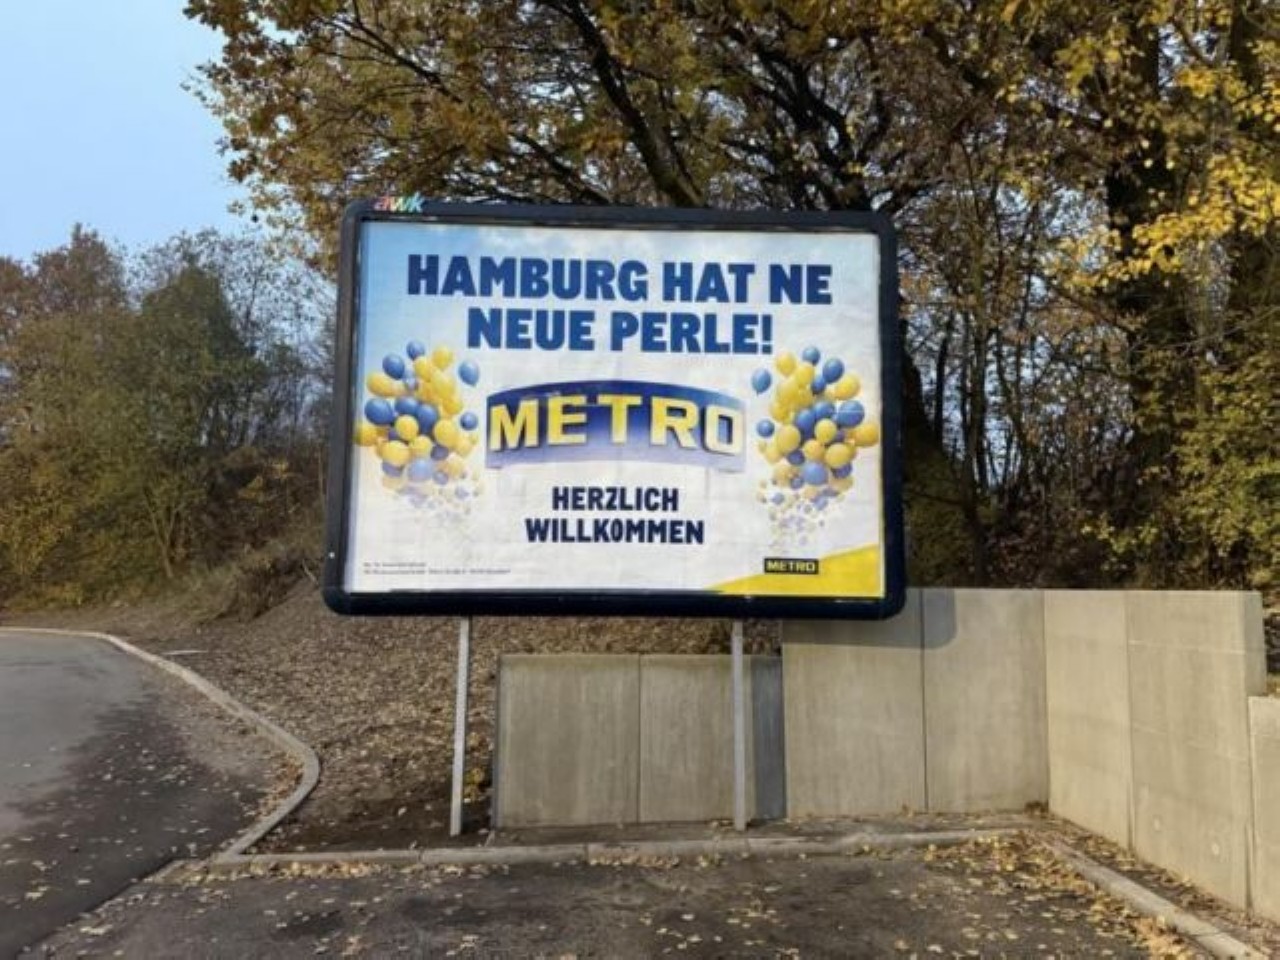 awk
HAMBURG HAT NE
NEUE PERLE!
METRO
HERZLICH
WILLKOMMEN
METRO